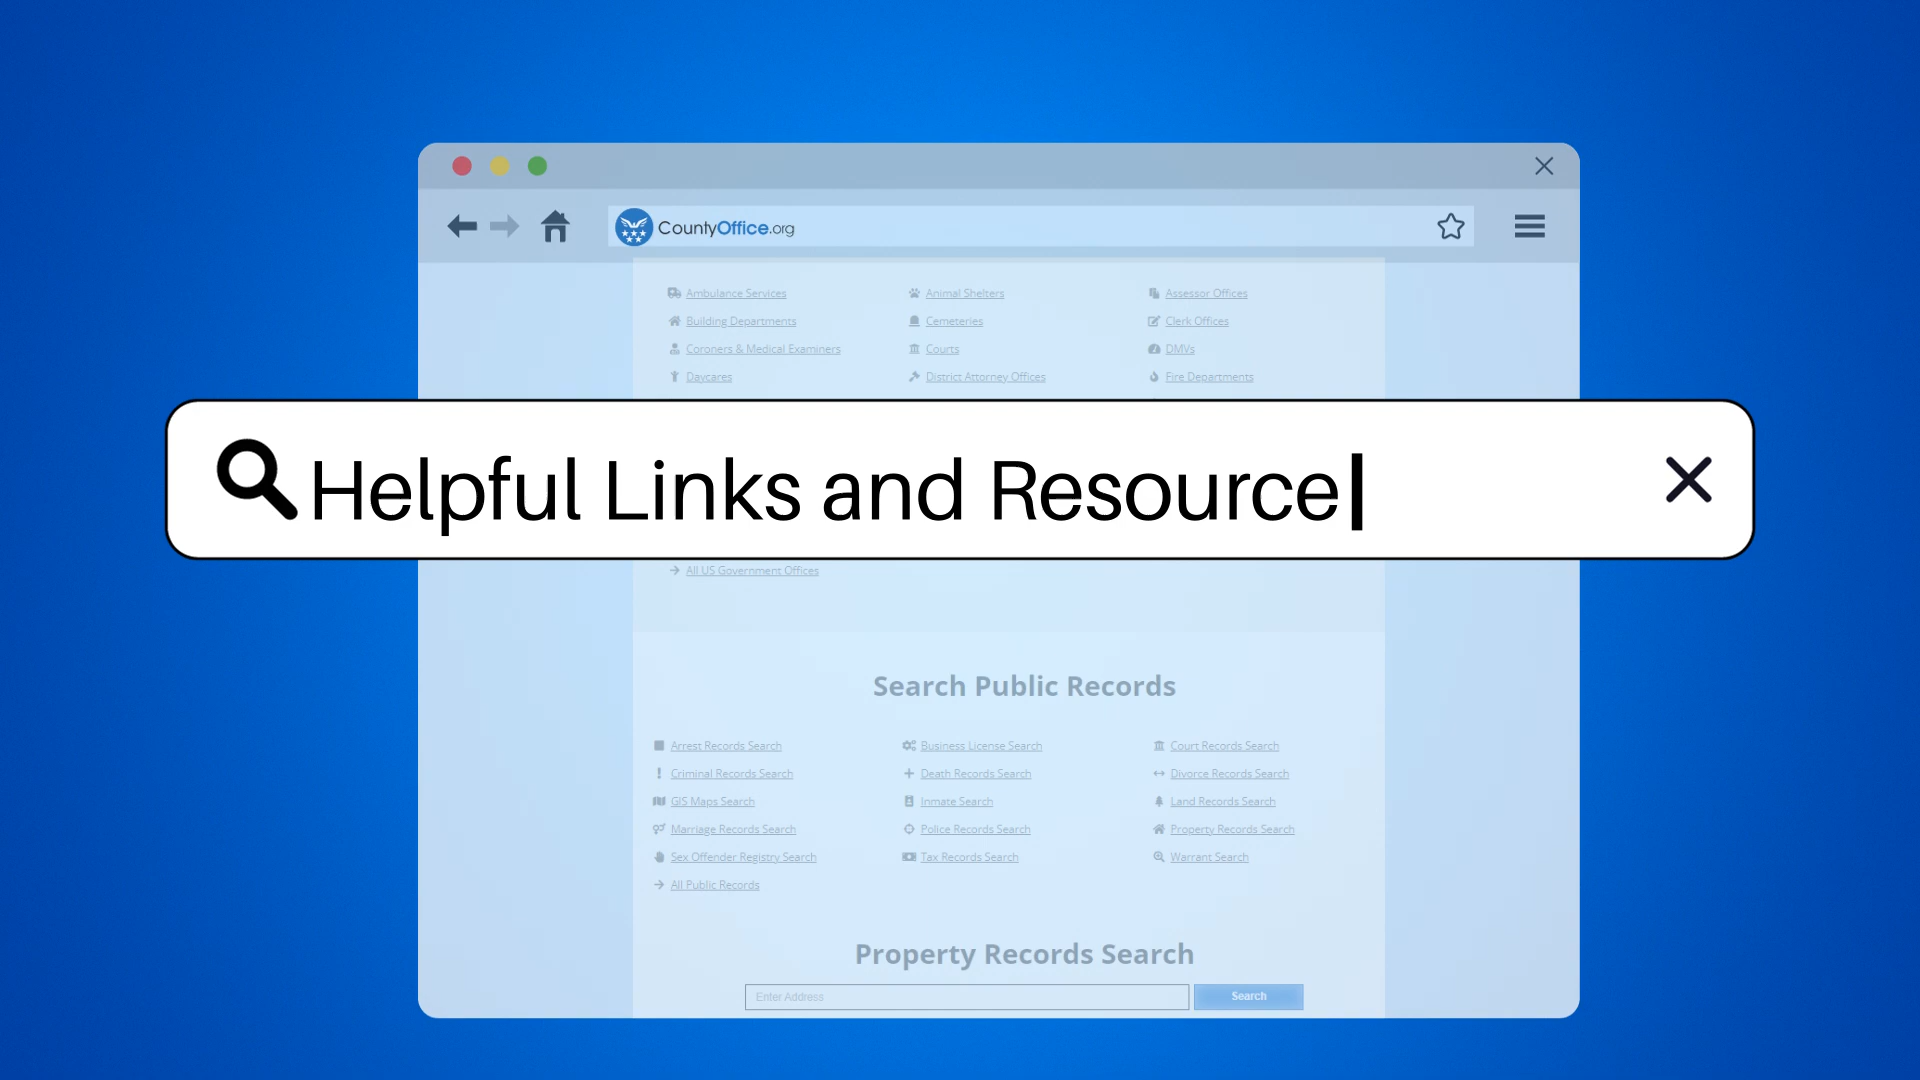 CountyOffice.org
Ambulance Services Animal Shelters Assessor Offices
Building Departments Cemeteries Clerk Offices
Coroners & Medical Examiners Courts DMVs
Daycares District Attorney Offices Fire Departments
Helpful Links and Resource
All US Government Offices
Search Public Records
Arrest Records Search Business License Search Court Records Search
Criminal Records Search Death Records Search Divorce Records Search
GIS Maps Search Inmate Search Land Records Search
Marriage Records Search Police Records Search Property Records Search
Sex Offender Registry Search Tax Records Search Warrant Search
All Public Records
Property Records Search
Enter Address Search